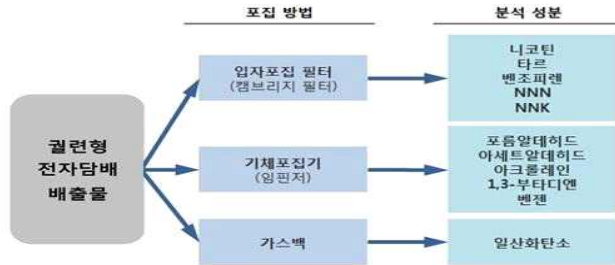 포집 방법
분석 성분
궐련형
전자담배
배출물
입자포집 필터
(캠브리지 필터)
니코틴
타르
벤조피렌
NNN
NNK
기체포집기
(임핀저)
포름알데히드
아세트알데히드
아크롤레인
1,3-부타디엔
벤젠
가스백
일산화탄소